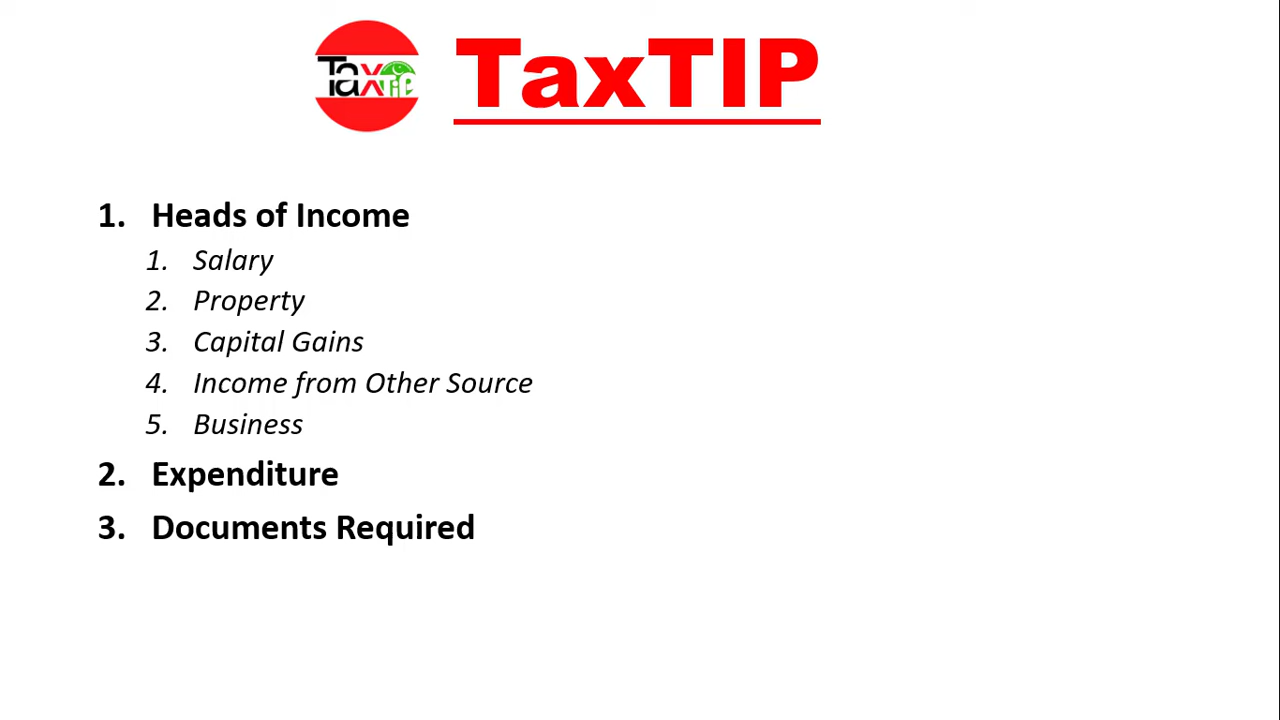 TaxTip
TaxTIP
1. Heads of Income
1. Salary
2. Property
3. Capital Gains
4. Income from Other Source
5. Business
2. Expenditure
3. Documents Required